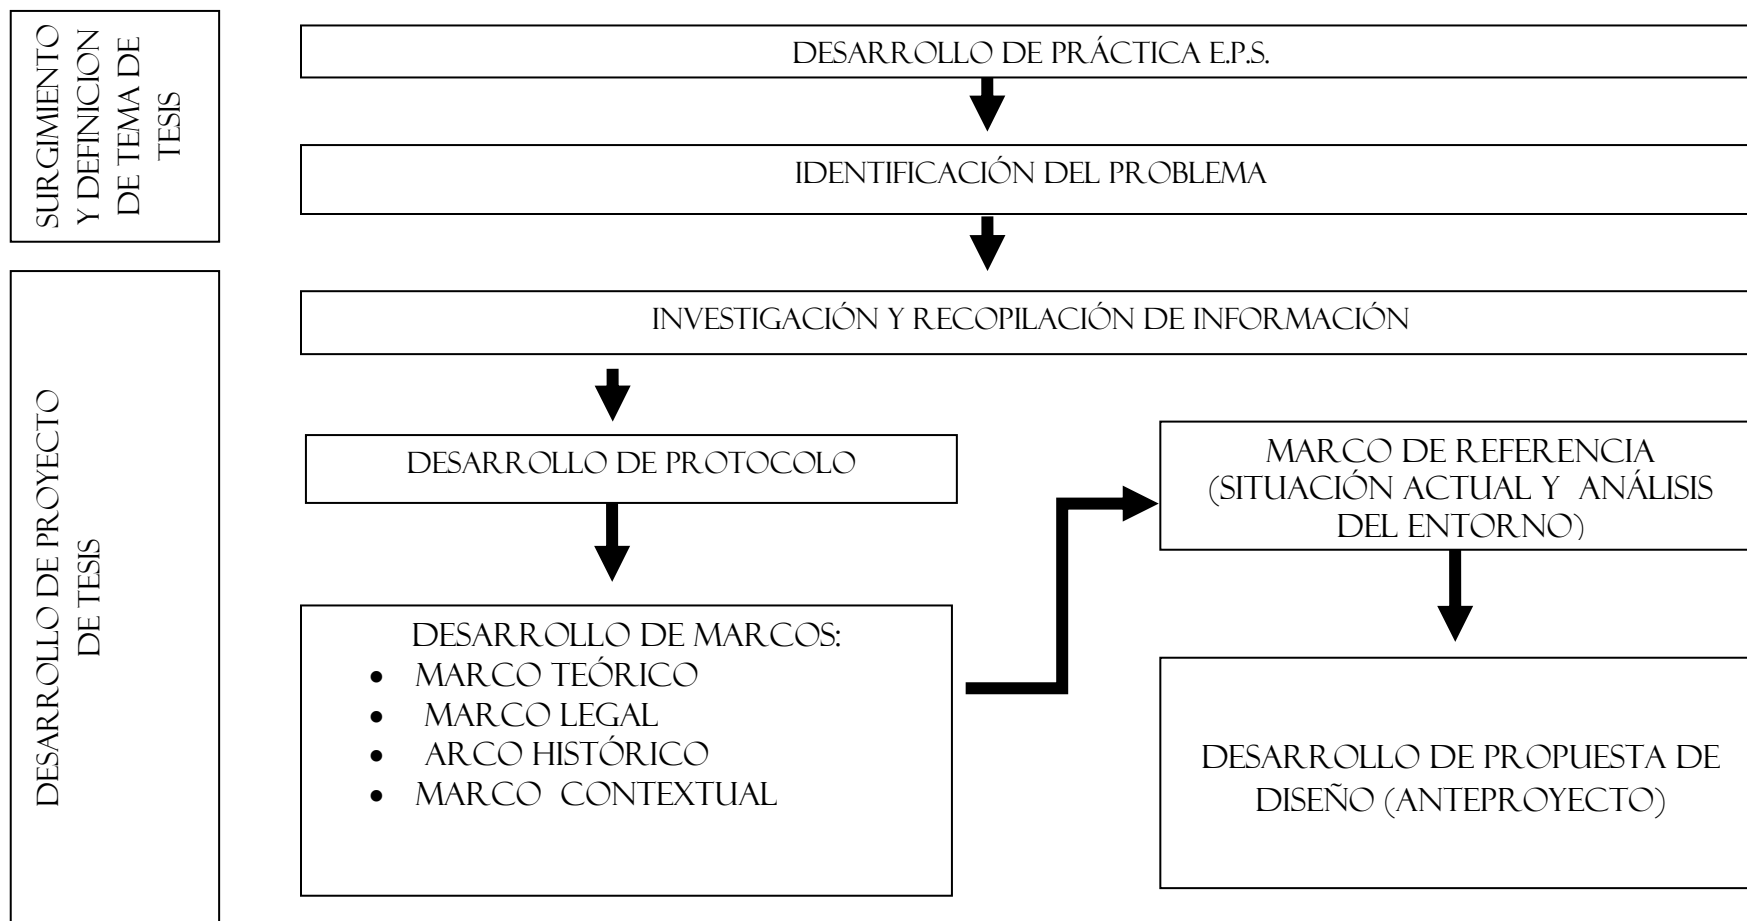 SURGIMIENTO
Y DEFINICION
DE TEMA DE
TESIS
DESARROLLO DE PRÁCTICA E.P.S.
IDENTIFICACIÓN DEL PROBLEMA
DESARROLLO DE PROYECTO
DE TESIS
INVESTIGACIÓN Y RECOPILACIÓN DE INFORMACIÓN
DESARROLLO DE PROTOCOLO
DESARROLLO DE MARCOS:
• MARCO TEÓRICO
• MARCO LEGAL
• ARCO HISTÓRICO
• MARCO CONTEXTUAL
MARCO DE REFERENCIA
(SITUACIÓN ACTUAL Y ANÁLISIS
DEL ENTORNO)
DESARROLLO DE PROPUESTA DE
DISEÑO (ANTEPROYECTO)